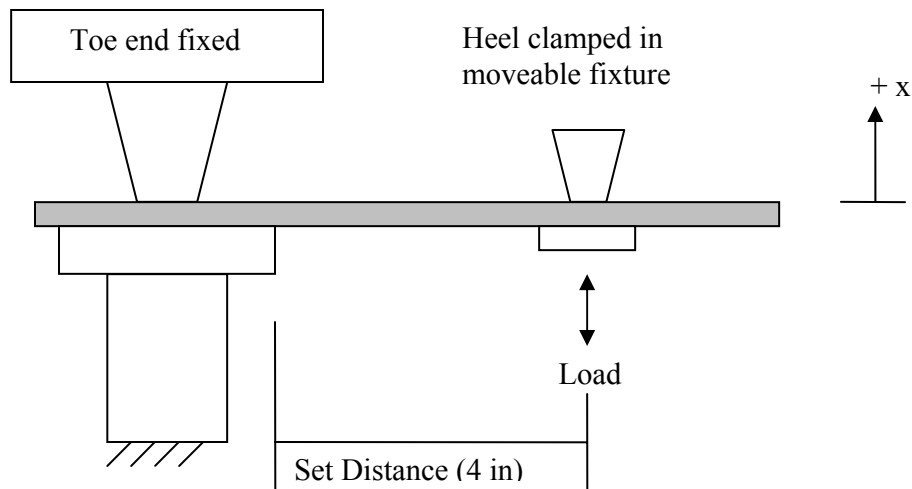 Toe end fixed
Heel clamped in
moveable fixture
+ x
Load
Set Distance (4 in)